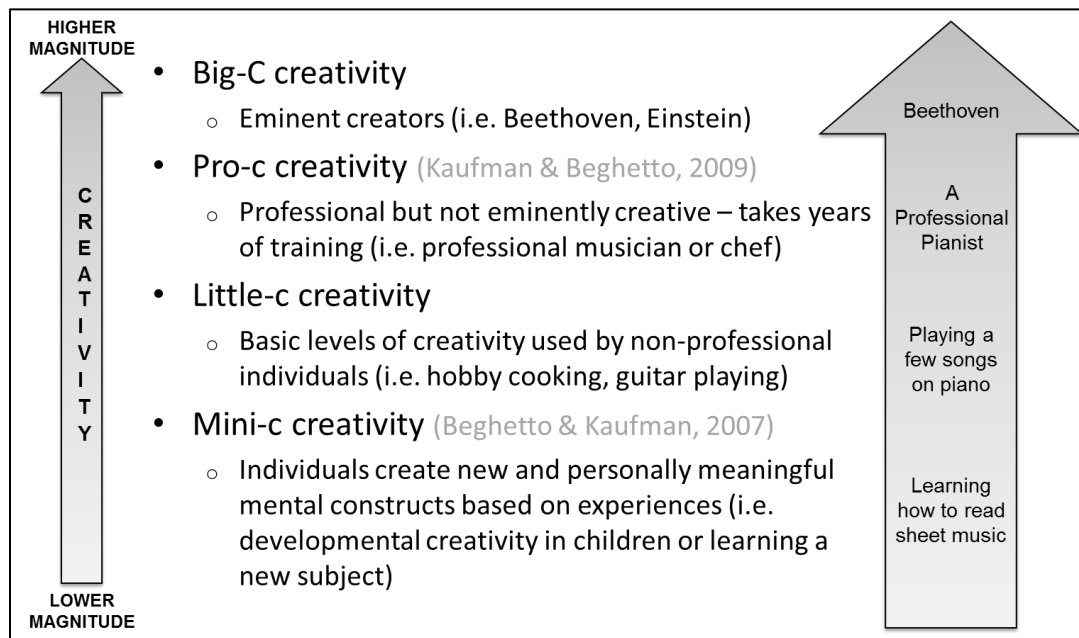 HIGHER
MAGNITUDE
CREATIVITY
LOWER
MAGNITUDE
• Big-C creativity
o Eminent creators (i.e. Beethoven, Einstein)
• Pro-c creativity (Kaufman & Beghetto, 2009)
o Professional but not eminently creative – takes years
of training (i.e. professional musician or chef)
• Little-c creativity
o Basic levels of creativity used by non-professional
individuals (i.e. hobby cooking, guitar playing)
• Mini-c creativity (Beghetto & Kaufman, 2007)
o Individuals create new and personally meaningful
mental constructs based on experiences (i.e.
developmental creativity in children or learning a
new subject)
Beethoven
A
Professional
Pianist
Playing a
few songs
on piano
Learning
how to read
sheet music